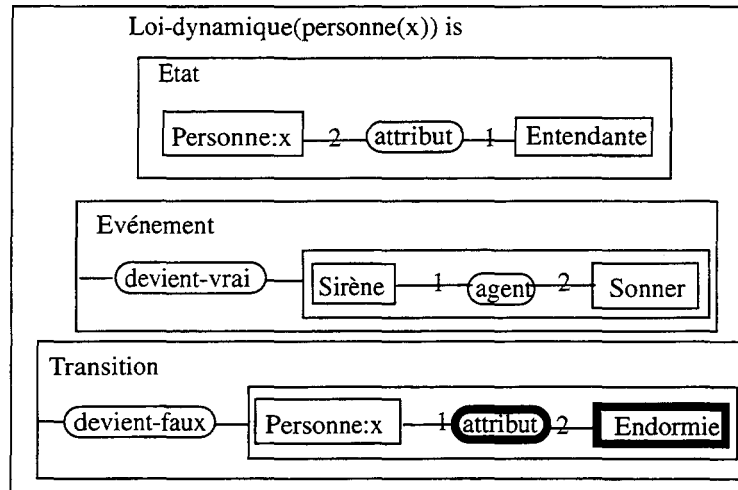 Loi-dynamique(personne(x)) is
Etat
Personne:x 2 attribut 1 Entendante
Evénement
devient-vrai Sirène 1 agent 2 Sonner
Transition
devient-faux Personne:x 1 attribut 2 Endormie